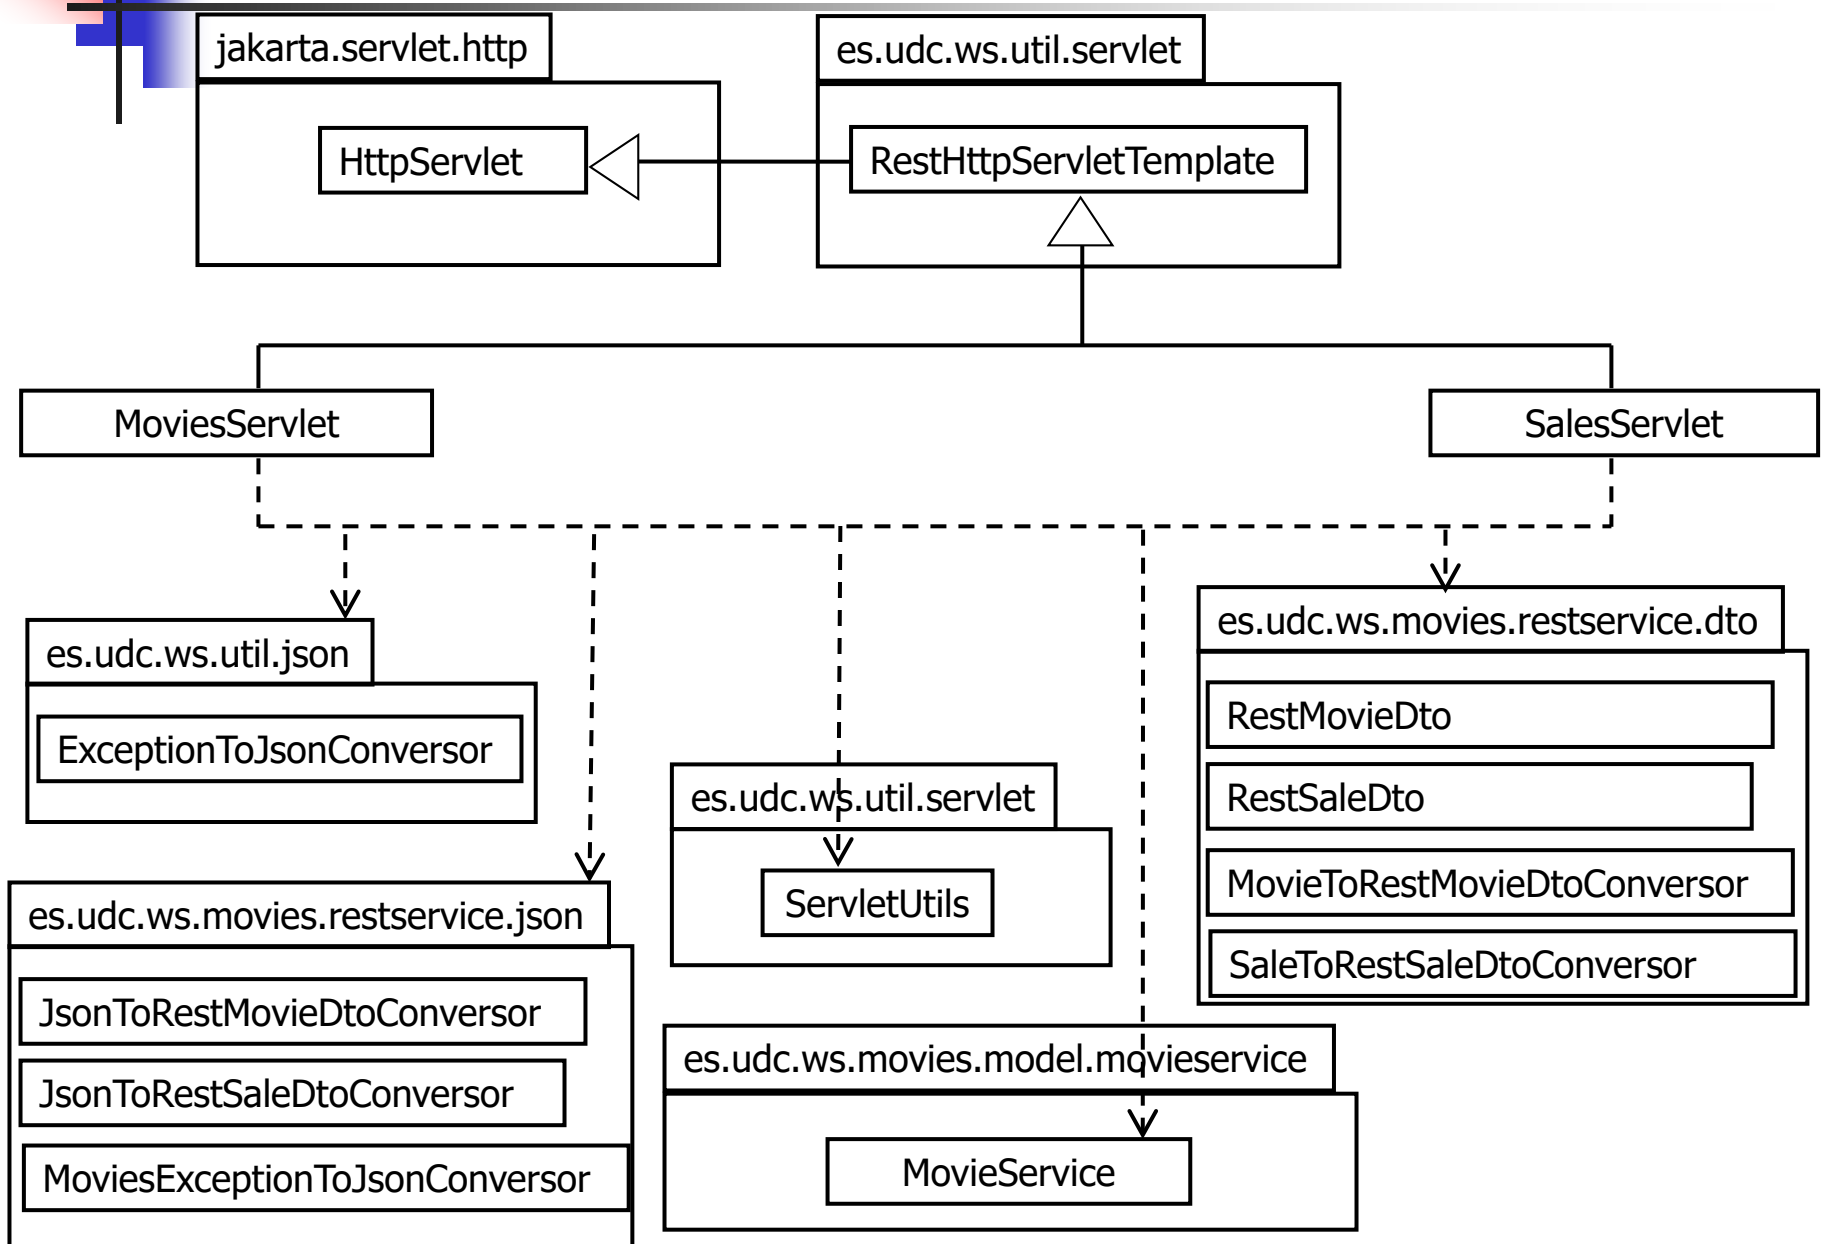 jakarta.servlet.http
es.udc.ws.util.servlet
HttpServlet
RestHttpServletTemplate
MoviesServlet
SalesServlet
es.udc.ws.util.json
ExceptionToJsonConversor
es.udc.ws.movies.restservice.json
JsonToRestMovieDtoConversor
JsonToRestSaleDtoConversor
MoviesExceptionToJsonConversor
es.udc.ws.util.servlet
ServletUtils
es.udc.ws.movies.model.movieservice
MovieService
es.udc.ws.movies.restservice.dto
RestMovieDto
RestSaleDto
MovieToRestMovieDtoConversor
SaleToRestSaleDtoConversor